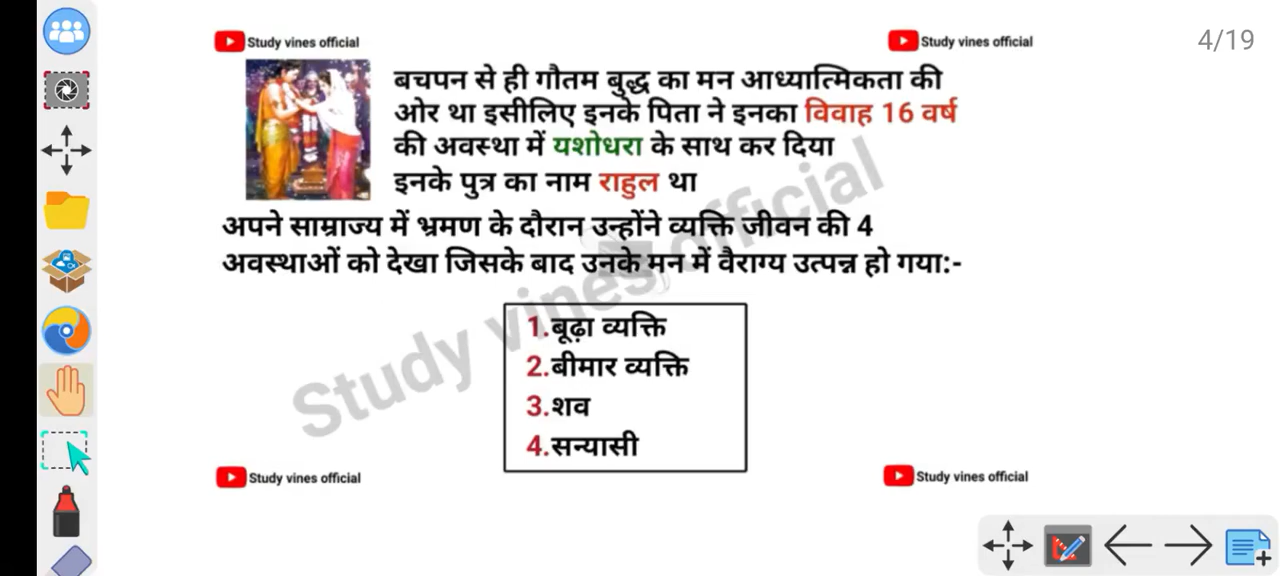 Study vines official
Study vines official
4/19
बचपन से ही गौतम बुद्ध का मन आध्यात्मिकता की
ओर था इसीलिए इनके पिता ने इनका विवाह 16 वर्ष
की अवस्था में यशोधरा के साथ कर दिया
इनके पुत्र का नाम राहुल था
अपने साम्राज्य में भ्रमण के दौरान उन्होंने व्यक्ति जीवन की 4
अवस्थाओं को देखा जिसके बाद उनके मन में वैराग्य उत्पन्न हो गया:-
Study vines official
1.बूढ़ा व्यक्ति
2.बीमार व्यक्ति
3.शव
4.सन्यासी
Study vines official
Study vines official